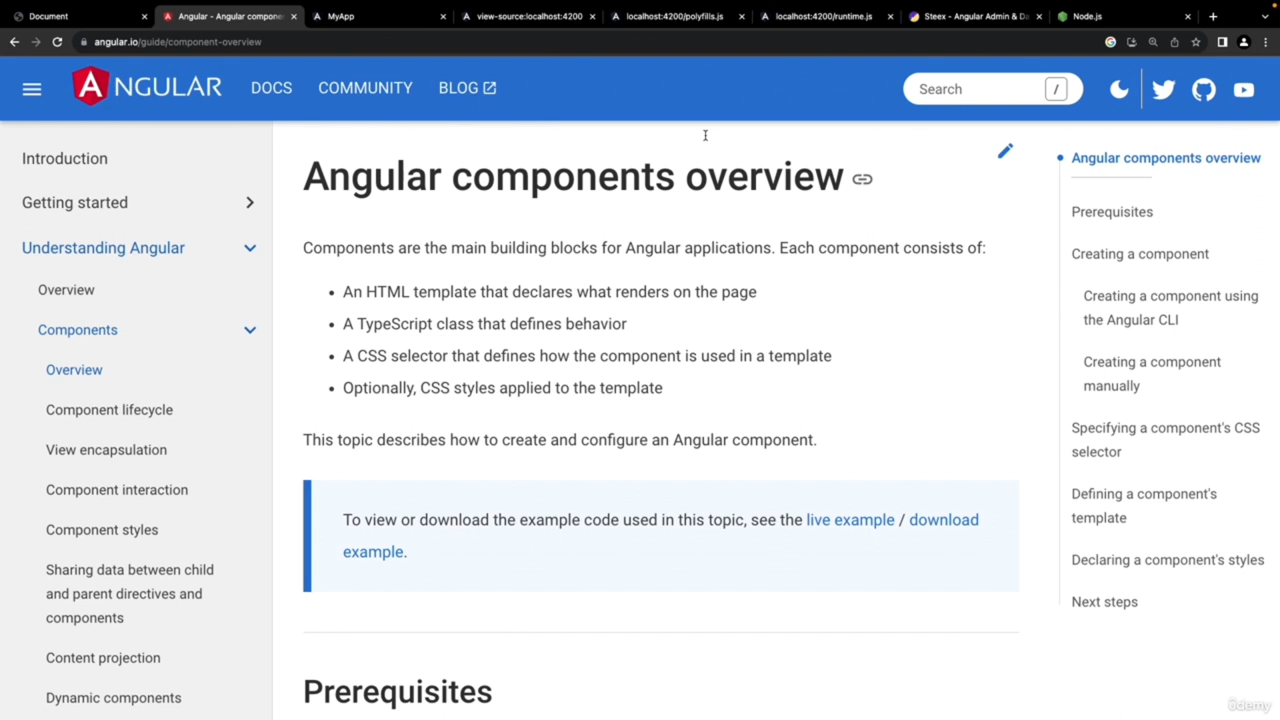 Document
Angular - Angular compone
MyApp
view-source:localhost:4200
localhost:4200/polyfills.js
localhost:4200/runtime.js
Steex - Angular Admin & Da
Node.js
angular.io/guide/component-overview
ANGULAR
DOCS
COMMUNITY
BLOG
Search
/
Introduction
Getting started
Understanding Angular
Overview
Components
Overview
Component lifecycle
View encapsulation
Component interaction
Component styles
Sharing data between child
and parent directives and
components
Content projection
Dynamic components
Angular components overview
Components are the main building blocks for Angular applications. Each component consists of:
• An HTML template that declares what renders on the page
• A TypeScript class that defines behavior
• A CSS selector that defines how the component is used in a template
• Optionally, CSS styles applied to the template
This topic describes how to create and configure an Angular component.
To view or download the example code used in this topic, see the live example / download
example.
Prerequisites
Angular components overview
Prerequisites
Creating a component
Creating a component using
the Angular CLI
Creating a component
manually
Specifying a component's CSS
selector
Defining a component's
template
Declaring a component's styles
Next steps
ûdemy